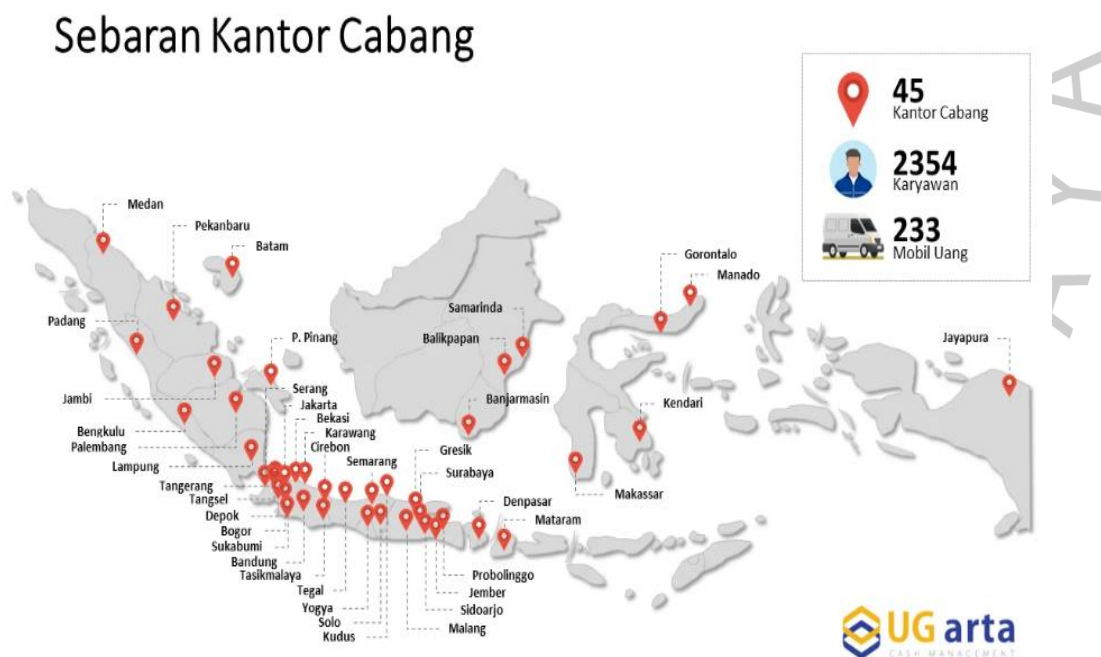 Sebaran Kantor Cabang
45
Kantor Cabang
2354
Karyawan
233
Mobil Uang
Medan
Pekanbaru
Batam
Padang
Jambi
Bengkulu
Palembang
Lampung
P. Pinang
Serang
Jakarta
Bekasi
Karawang
Cirebon
Semarang
Tangerang
Tangsel
Depok
Bogor
Sukabumi
Bandung
Tasikmalaya
Tegal
Yogya
Solo
Kudus
Gresik
Surabaya
Malang
Sidoarjo
Jember
Probolinggo
Denpasar
Mataram
Samarinda
Balikpapan
Banjarmasin
Gorontalo
Manado
Kendari
Makassar
Jayapura
UG arta
CASH MANAGEMENT